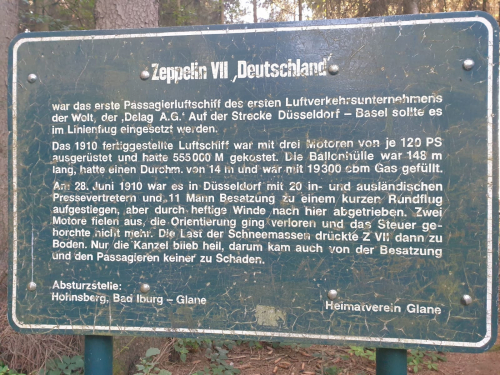 Zeppelin VII „Deutschland“
war das erste Passagierluftschiff des ersten Luftverkehrsunternehmens
der Welt, der „Delag A.G.‘ Auf der Strecke Düsseldorf – Basel sollte es
im Linienflug eingesetzt werden.
Das 1910 fertiggestellte Luftschiff war mit drei Motoren von je 120 PS
ausgerüstet und hatte 555000 M gekostet. Die Ballonhülle war 148 m
lang, hatte einen Durchm. von 14 m und war mit 19300 cbm Gas gefüllt.
Am 28. Juni 1910 war es in Düsseldorf mit 20 in- und ausländischen
Pressevertretern und 11 Mann Besatzung zu einem kurzen Rundflug
aufgestiegen, aber durch heftige Winde nach hier abgetrieben. Zwei
Motore fielen aus, die Orientierung ging verloren und das Steuer ge-
horchte nicht mehr. Die Last der Schneemassen drückte Z VII dann zu
Boden. Nur die Kanzel blieb heil, darum kam auch von der Besatzung
und den Passagieren keiner zu Schaden.
Absturzstelle:
Hohnsberg, Bad Iburg – Glane
Heimatverein Glane